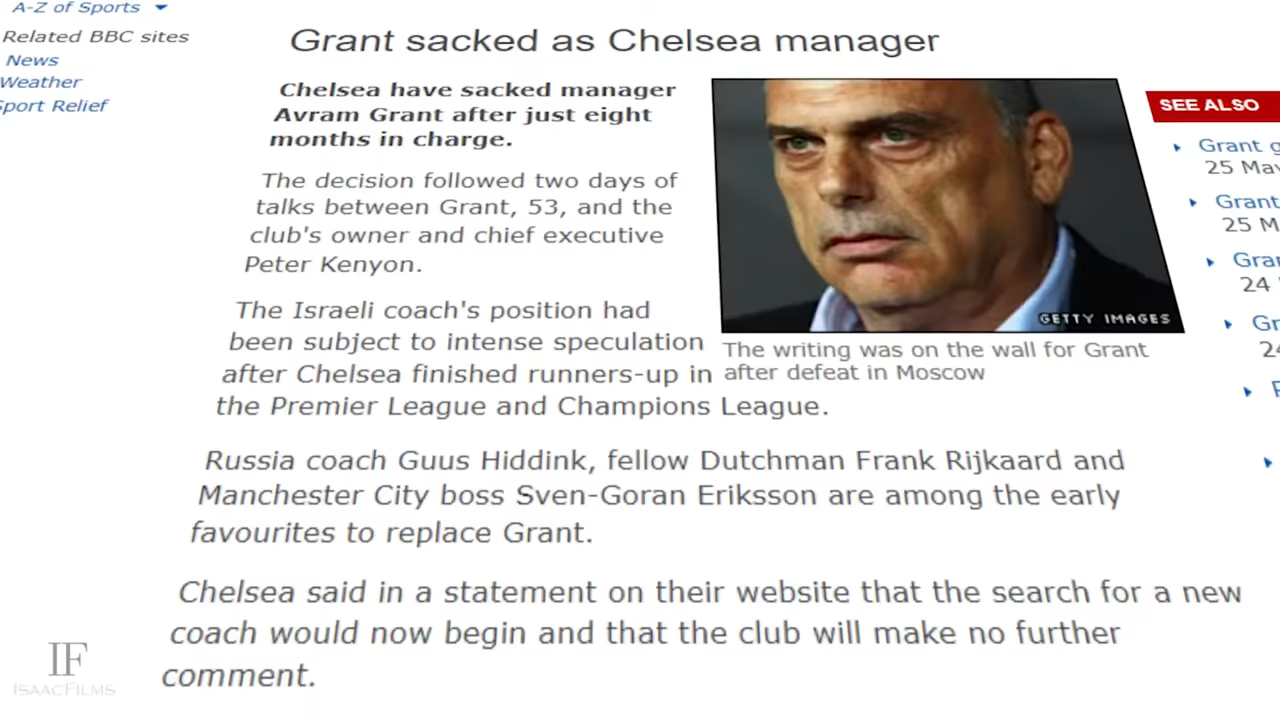 A-Z of Sports
Related BBC sites
News
Weather
Sport Relief
Grant sacked as Chelsea manager
Chelsea have sacked manager
Avram Grant after just eight
months in charge.
The decision followed two days of
talks between Grant, 53, and the
club's owner and chief executive
Peter Kenyon.
The Israeli coach's position had
been subject to intense speculation
after Chelsea finished runners-up in
the Premier League and Champions League.
GETTY IMAGES
The writing was on the wall for Grant
after defeat in Moscow
Russia coach Guus Hiddink, fellow Dutchman Frank Rijkaard and
Manchester City boss Sven-Goran Eriksson are among the early
favourites to replace Grant.
Chelsea said in a statement on their website that the search for a new
coach would now begin and that the club will make no further
comment.
SEE ALSO
Grant
25 May
Grant
25
24
IF
ISAACFILMS